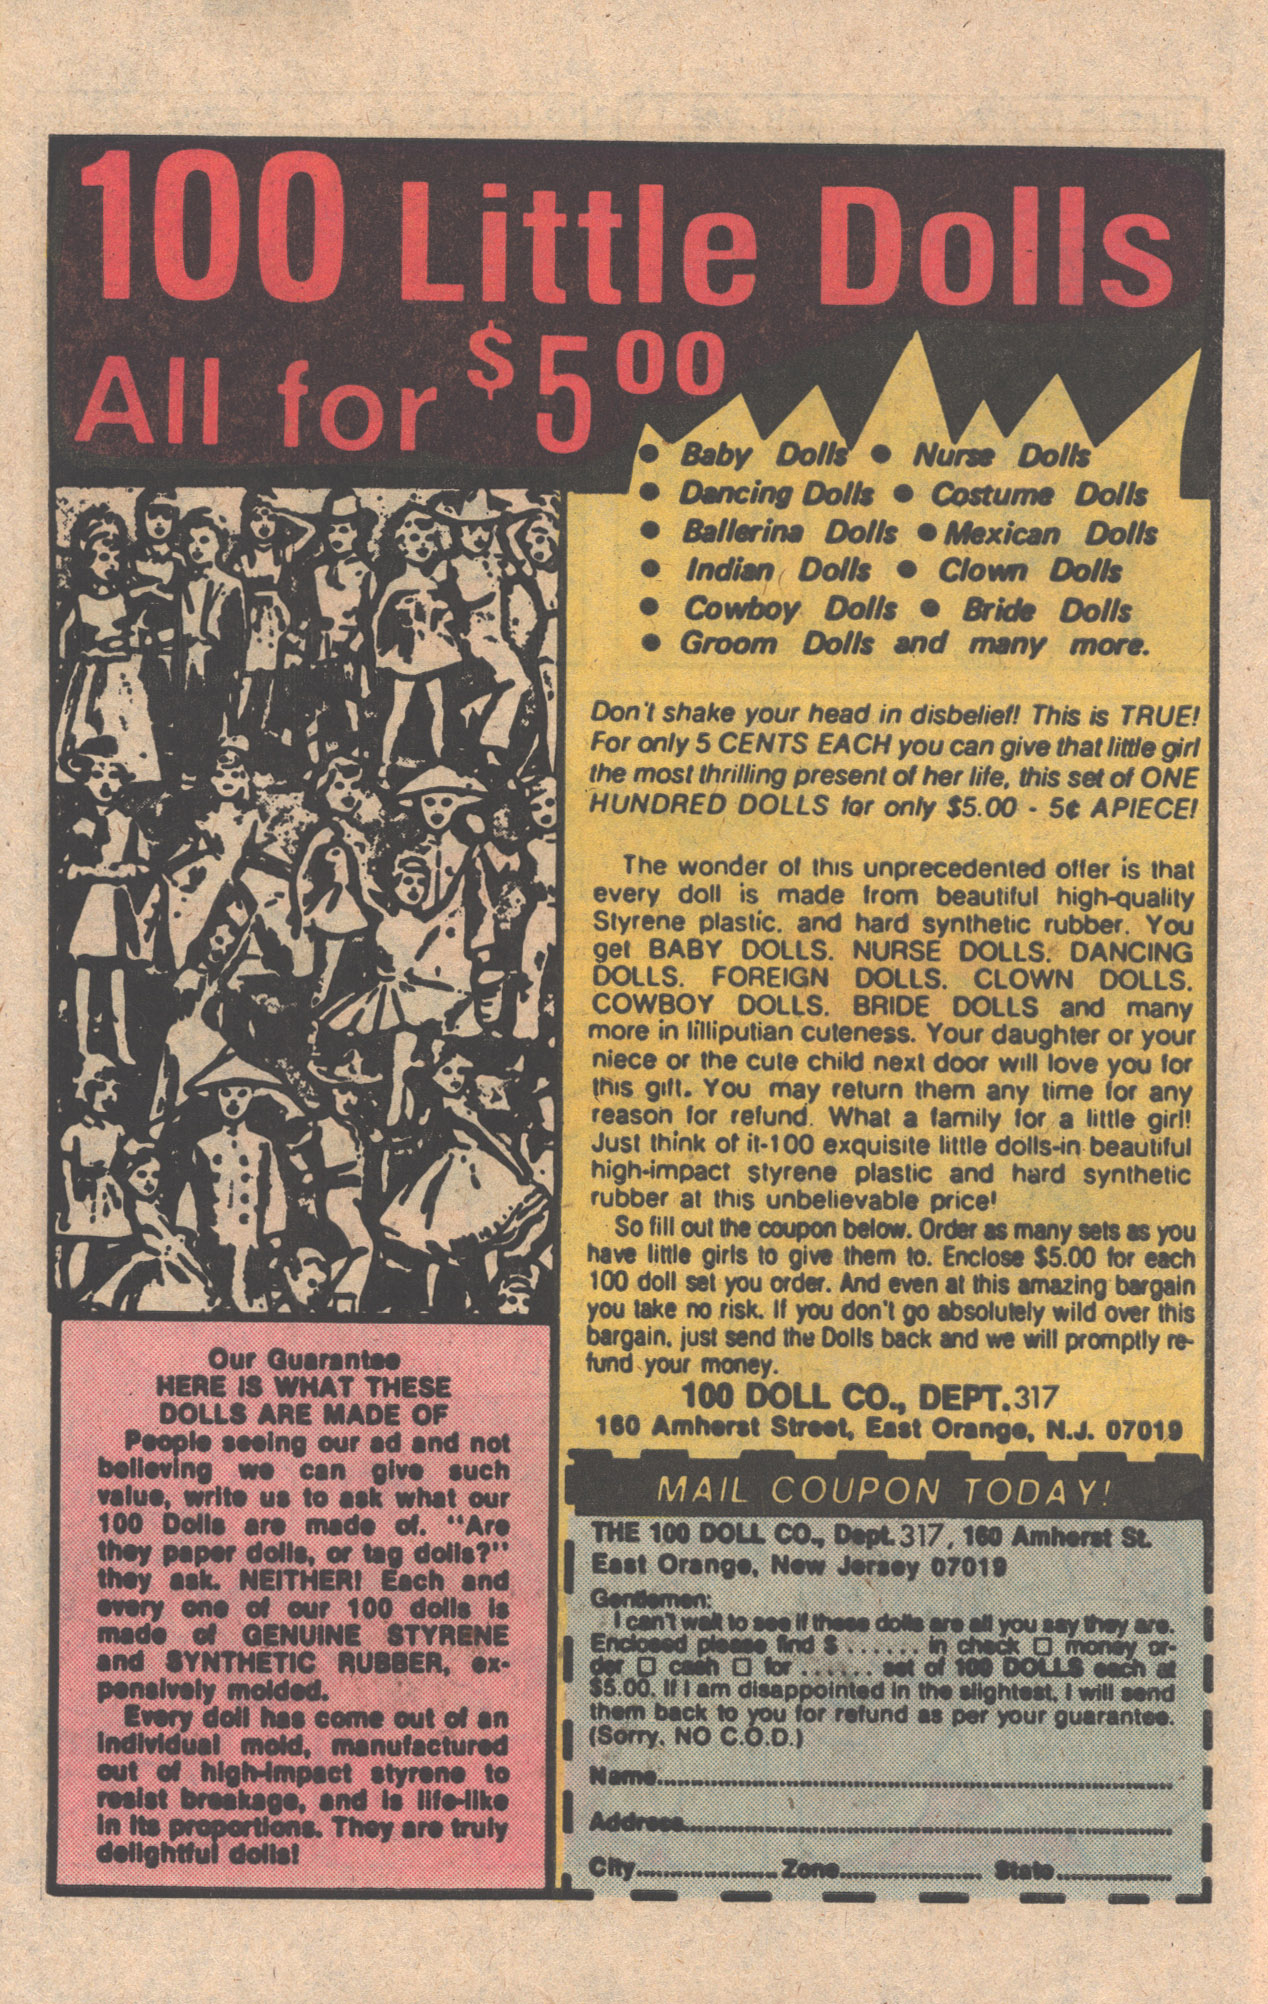 100 Little Dolls
All for $5.00
• Baby Dolls • Nurse Dolls
• Dancing Dolls • Costume Dolls
• Ballerina Dolls • Mexican Dolls
• Indian Dolls • Clown Dolls
• Cowboy Dolls • Bride Dolls
• Groom Dolls and many more.
Don't shake your head in disbelief! This is TRUE!
For only 5 CENTS EACH you can give that little girl
the most thrilling present of her life, this set of ONE
HUNDRED DOLLS for only $5.00 - 5¢ APIECE!
The wonder of this unprecedented offer is that
every doll is made from beautiful high-quality
Styrene plastic. and hard synthetic rubber. You
get BABY DOLLS. NURSE DOLLS. DANCING
DOLLS. FOREIGN DOLLS. CLOWN DOLLS.
COWBOY DOLLS. BRIDE DOLLS and many
more in lilliputian cuteness. Your daughter or your
niece or the cute child next door will love you for
this gift. You may return them any time for any
reason for refund. What a family for a little girl!
Just think of it-100 exquisite little dolls-in beautiful
high-impact styrene plastic and hard synthetic
rubber at this unbelievable price!
So fill out the coupon below. Order as many sets as you
have little girls to give them to. Enclose $5.00 for each
100 doll set you order. And even at this amazing bargain
you take no risk. If you don't go absolutely wild over this
bargain, just send the Dolls back and we will promptly re-
fund your money.
100 DOLL CO., DEPT. 317
160 Amherst Street, East Orange, N.J. 07019
Our Guarantee
HERE IS WHAT THESE
DOLLS ARE MADE OF
People seeing our ad and not
believing we can give such
value, write us to ask what our
100 Dolls are made of. "Are
they paper dolls, or tag dolls?"
they ask. NEITHER! Each and
every one of our 100 dolls is
made of GENUINE STYRENE
and SYNTHETIC RUBBER, ex-
pensively molded.
Every doll has come out of an
individual mold, manufactured
out of high-impact styrene to
resist breakage, and is life-like
in its proportions. They are truly
delightful dolls!
MAIL COUPON TODAY!
THE 100 DOLL CO., Dept. 317, 160 Amherst St.
East Orange, New Jersey 07019
Gentlemen:
I can't wait to see if these dolls are all you say they are.
Enclosed please find $ ....... in check □ money or-
der □ cash □ for ....... set of 100 DOLLS each at
$5.00. If I am disappointed in the slightest, I will send
them back to you for refund as per your guarantee.
(Sorry, NO C.O.D.)
Name
Address
City Zone State